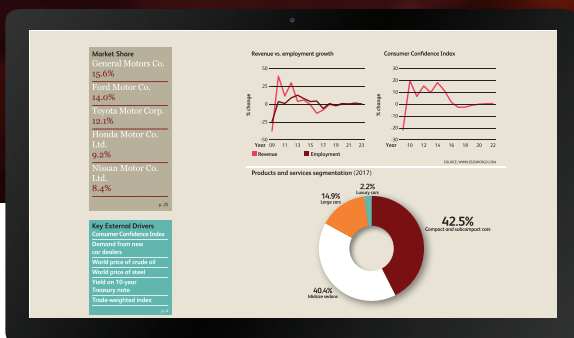 Market Share
General Motors Co.
15.6%
Ford Motor Co.
14.0%
Toyota Motor Corp.
12.1%
Honda Motor Co.
Ltd.
9.2%
Nissan Motor Co.
Ltd.
8.4%
p. 25
Key External Drivers
Consumer Confidence Index
Demand from new
car dealers
World price of crude oil
World price of steel
Yield on 10-year
Treasury note
Trade-weighted index
Revenue vs. employment growth
% change
50
25
0
-25
-50
Year 09 11 13 15 17 19 21 23
Revenue
Employment
Consumer Confidence Index
% change
30
20
10
0
-10
-20
-30
Year 10 12 14 16 18 20 22
SOURCE: WWW.IBISWORLD.COM
Products and services segmentation (2017)
2.2%
Luxury cars
14.9%
Large cars
42.5%
Compact and subcompact cars
40.4%
Midsize sedans